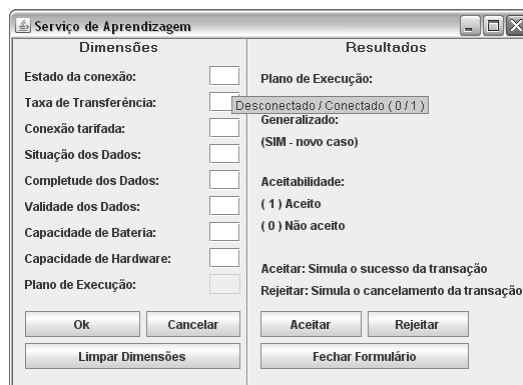 Serviço de Aprendizagem
Dimensões
Estado da conexão:
Taxa de Transferência:
Conexão tarifada:
Situação dos Dados:
Completude dos Dados:
Validade dos Dados:
Capacidade de Bateria:
Capacidade de Hardware:
Plano de Execução:
Ok Cancelar
Limpar Dimensões
Resultados
Plano de Execução:
Desconectado / Conectado ( 0 / 1 )
Generalizado:
(SIM - novo caso)
Aceitabilidade:
( 1 ) Aceito
( 0 ) Não aceito
Aceitar: Simula o sucesso da transação
Rejeitar: Simula o cancelamento da transação
Aceitar Rejeitar
Fechar Formulário